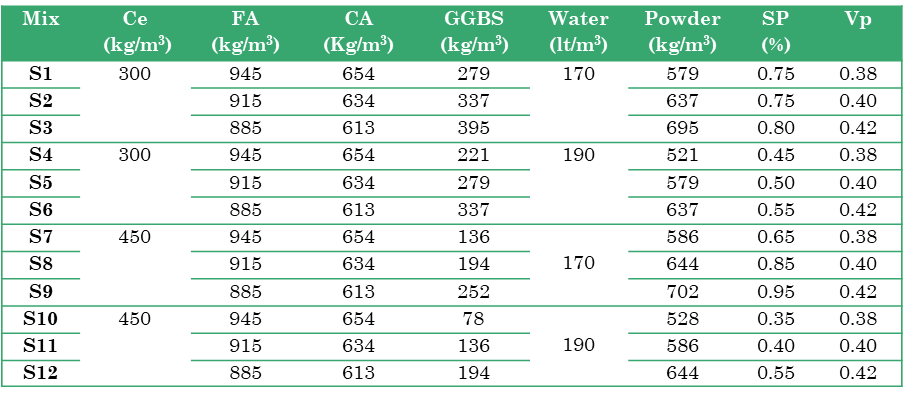 Mix Ce FA CA GGBS Water Powder SP Vp
(kg/m³) (kg/m³) (Kg/m³) (kg/m³) (lt/m³) (kg/m³) (%)
S1 300 945 654 279 170 579 0.75 0.38
S2 915 634 337 637 0.75 0.40
S3 885 613 395 695 0.80 0.42
S4 300 945 654 221 190 521 0.45 0.38
S5 915 634 279 579 0.50 0.40
S6 885 613 337 637 0.55 0.42
S7 450 945 654 136 586 0.65 0.38
S8 915 634 194 170 644 0.85 0.40
S9 885 613 252 702 0.95 0.42
S10 450 945 654 78 528 0.35 0.38
S11 915 634 136 190 586 0.40 0.40
S12 885 613 194 644 0.55 0.42